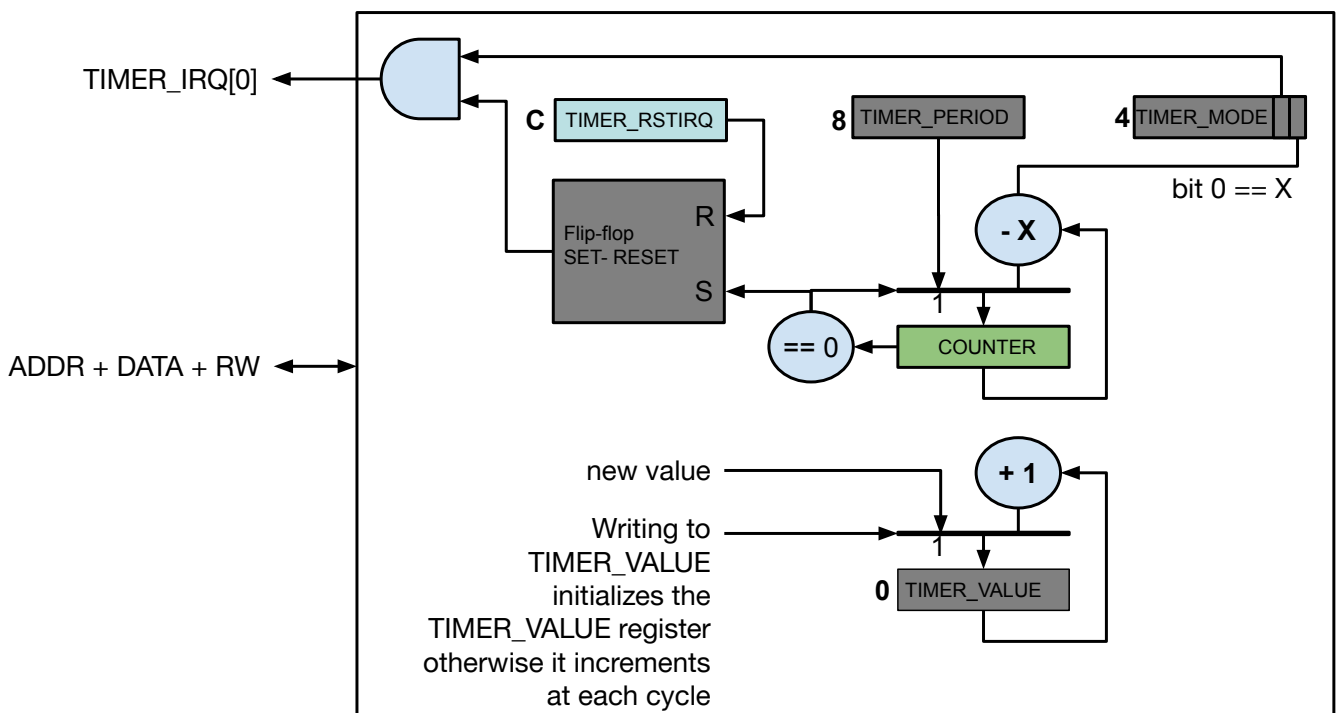 TIMER_IRQ[0]
C
TIMER_RSTIRQ
8
TIMER_PERIOD
4
TIMER_MODE
bit 0 == X
R
Flip-flop
SET- RESET
S
- X
1
== 0
COUNTER
ADDR + DATA + RW
new value
+ 1
Writing to
TIMER_VALUE
initializes the
TIMER_VALUE register
otherwise it increments
at each cycle
1
0
TIMER_VALUE